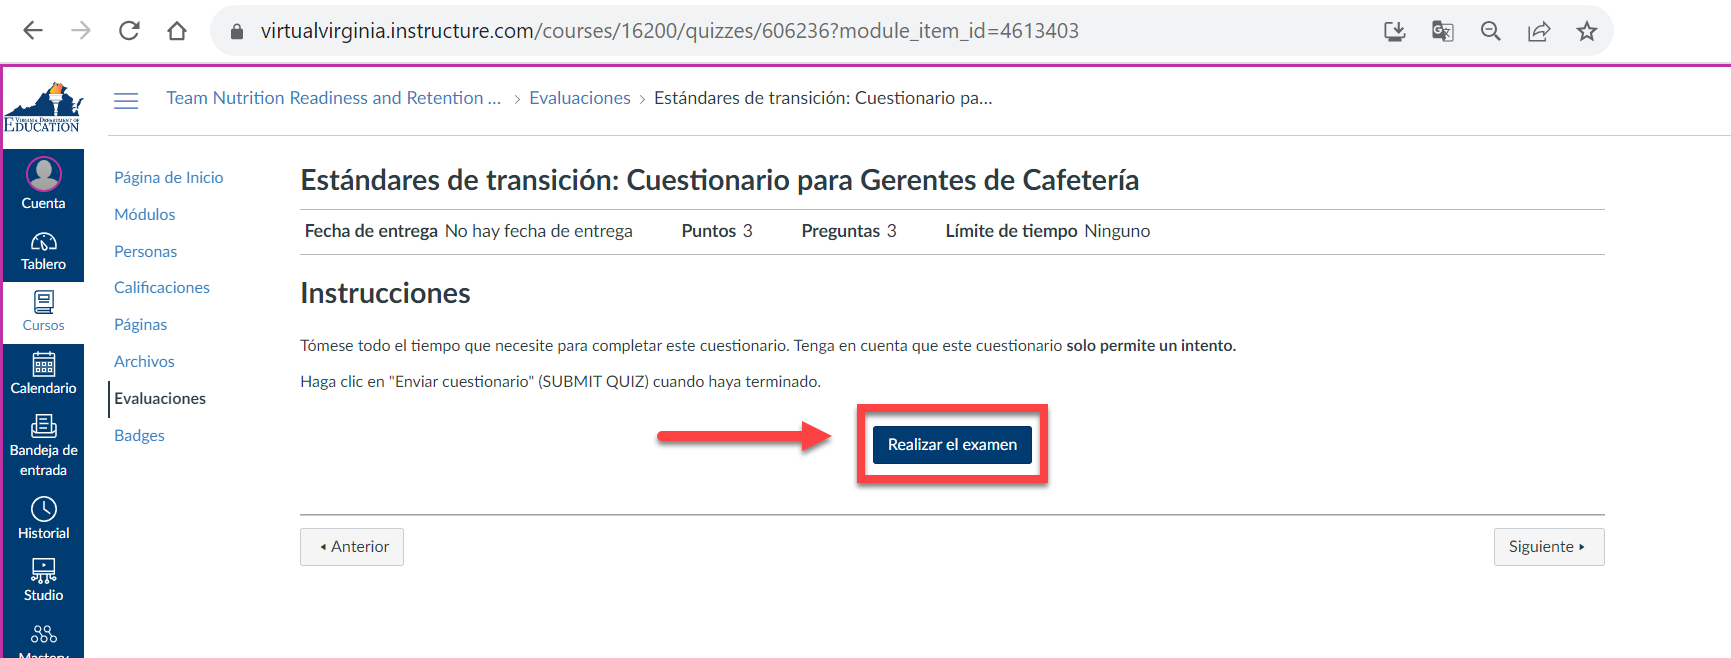 virtualvirginia.instructure.com/courses/16200/quizzes/606236?module_item_id=4613403
VIRGINIA DEPARTMENT OF
EDUCATION
Team Nutrition Readiness and Retention ... > Evaluaciones > Estándares de transición: Cuestionario pa...
Cuenta
Tablero
Cursos
Calendario
Bandeja de
entrada
Historial
Studio
Mastery
Página de Inicio
Módulos
Personas
Calificaciones
Páginas
Archivos
Evaluaciones
Badges
Estándares de transición: Cuestionario para Gerentes de Cafetería
Fecha de entrega No hay fecha de entrega Puntos 3 Preguntas 3 Límite de tiempo Ninguno
Instrucciones
Tómese todo el tiempo que necesite para completar este cuestionario. Tenga en cuenta que este cuestionario solo permite un intento.
Haga clic en "Enviar cuestionario" (SUBMIT QUIZ) cuando haya terminado.
Realizar el examen
◂ Anterior
Siguiente ▸